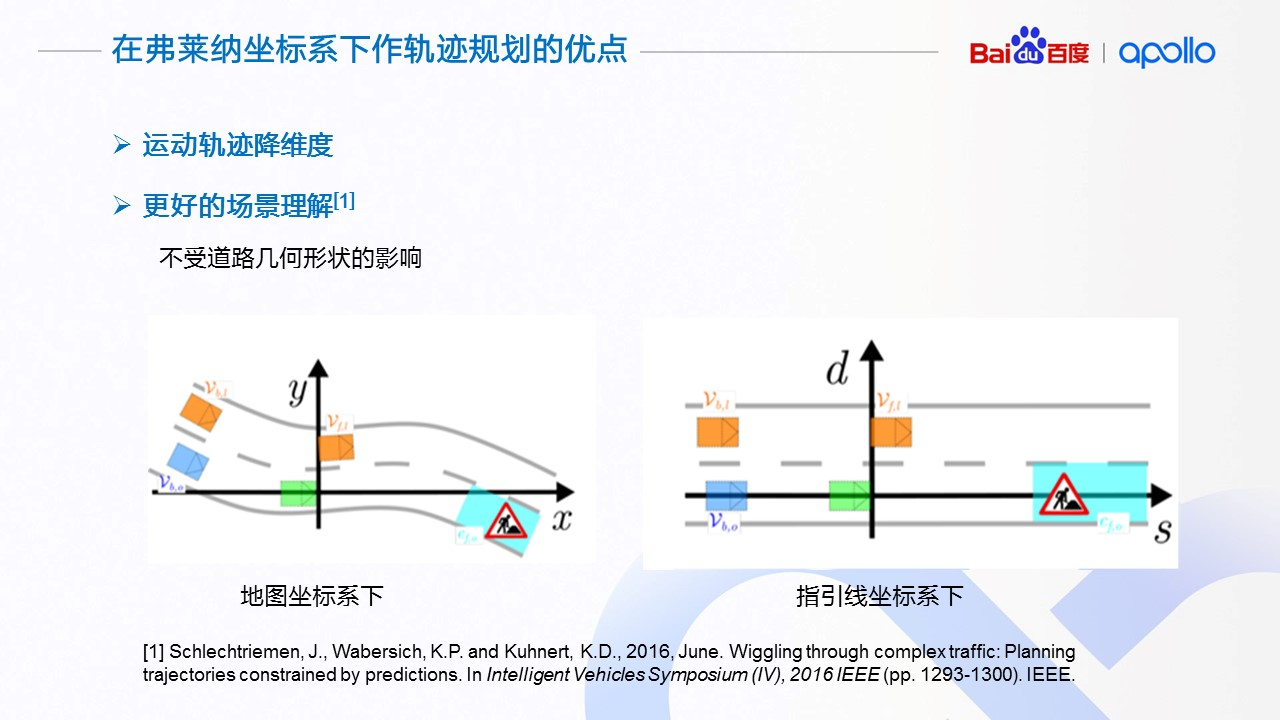 在弗莱纳坐标系下作轨迹规划的优点
Bai du 百度 | apollo
➢ 运动轨迹降维度
➢ 更好的场景理解[1]
不受道路几何形状的影响
y
x
V_{b,l}
V_{f,l}
V_{b,o}
c_{f,o}
地图坐标系下
d
s
V_{b,l}
V_{f,l}
V_{b,o}
c_{f,o}
指引线坐标系下
[1] Schlechtriemen, J., Wabersich, K.P. and Kuhnert, K.D., 2016, June. Wiggling through complex traffic: Planning
trajectories constrained by predictions. In Intelligent Vehicles Symposium (IV), 2016 IEEE (pp. 1293-1300). IEEE.